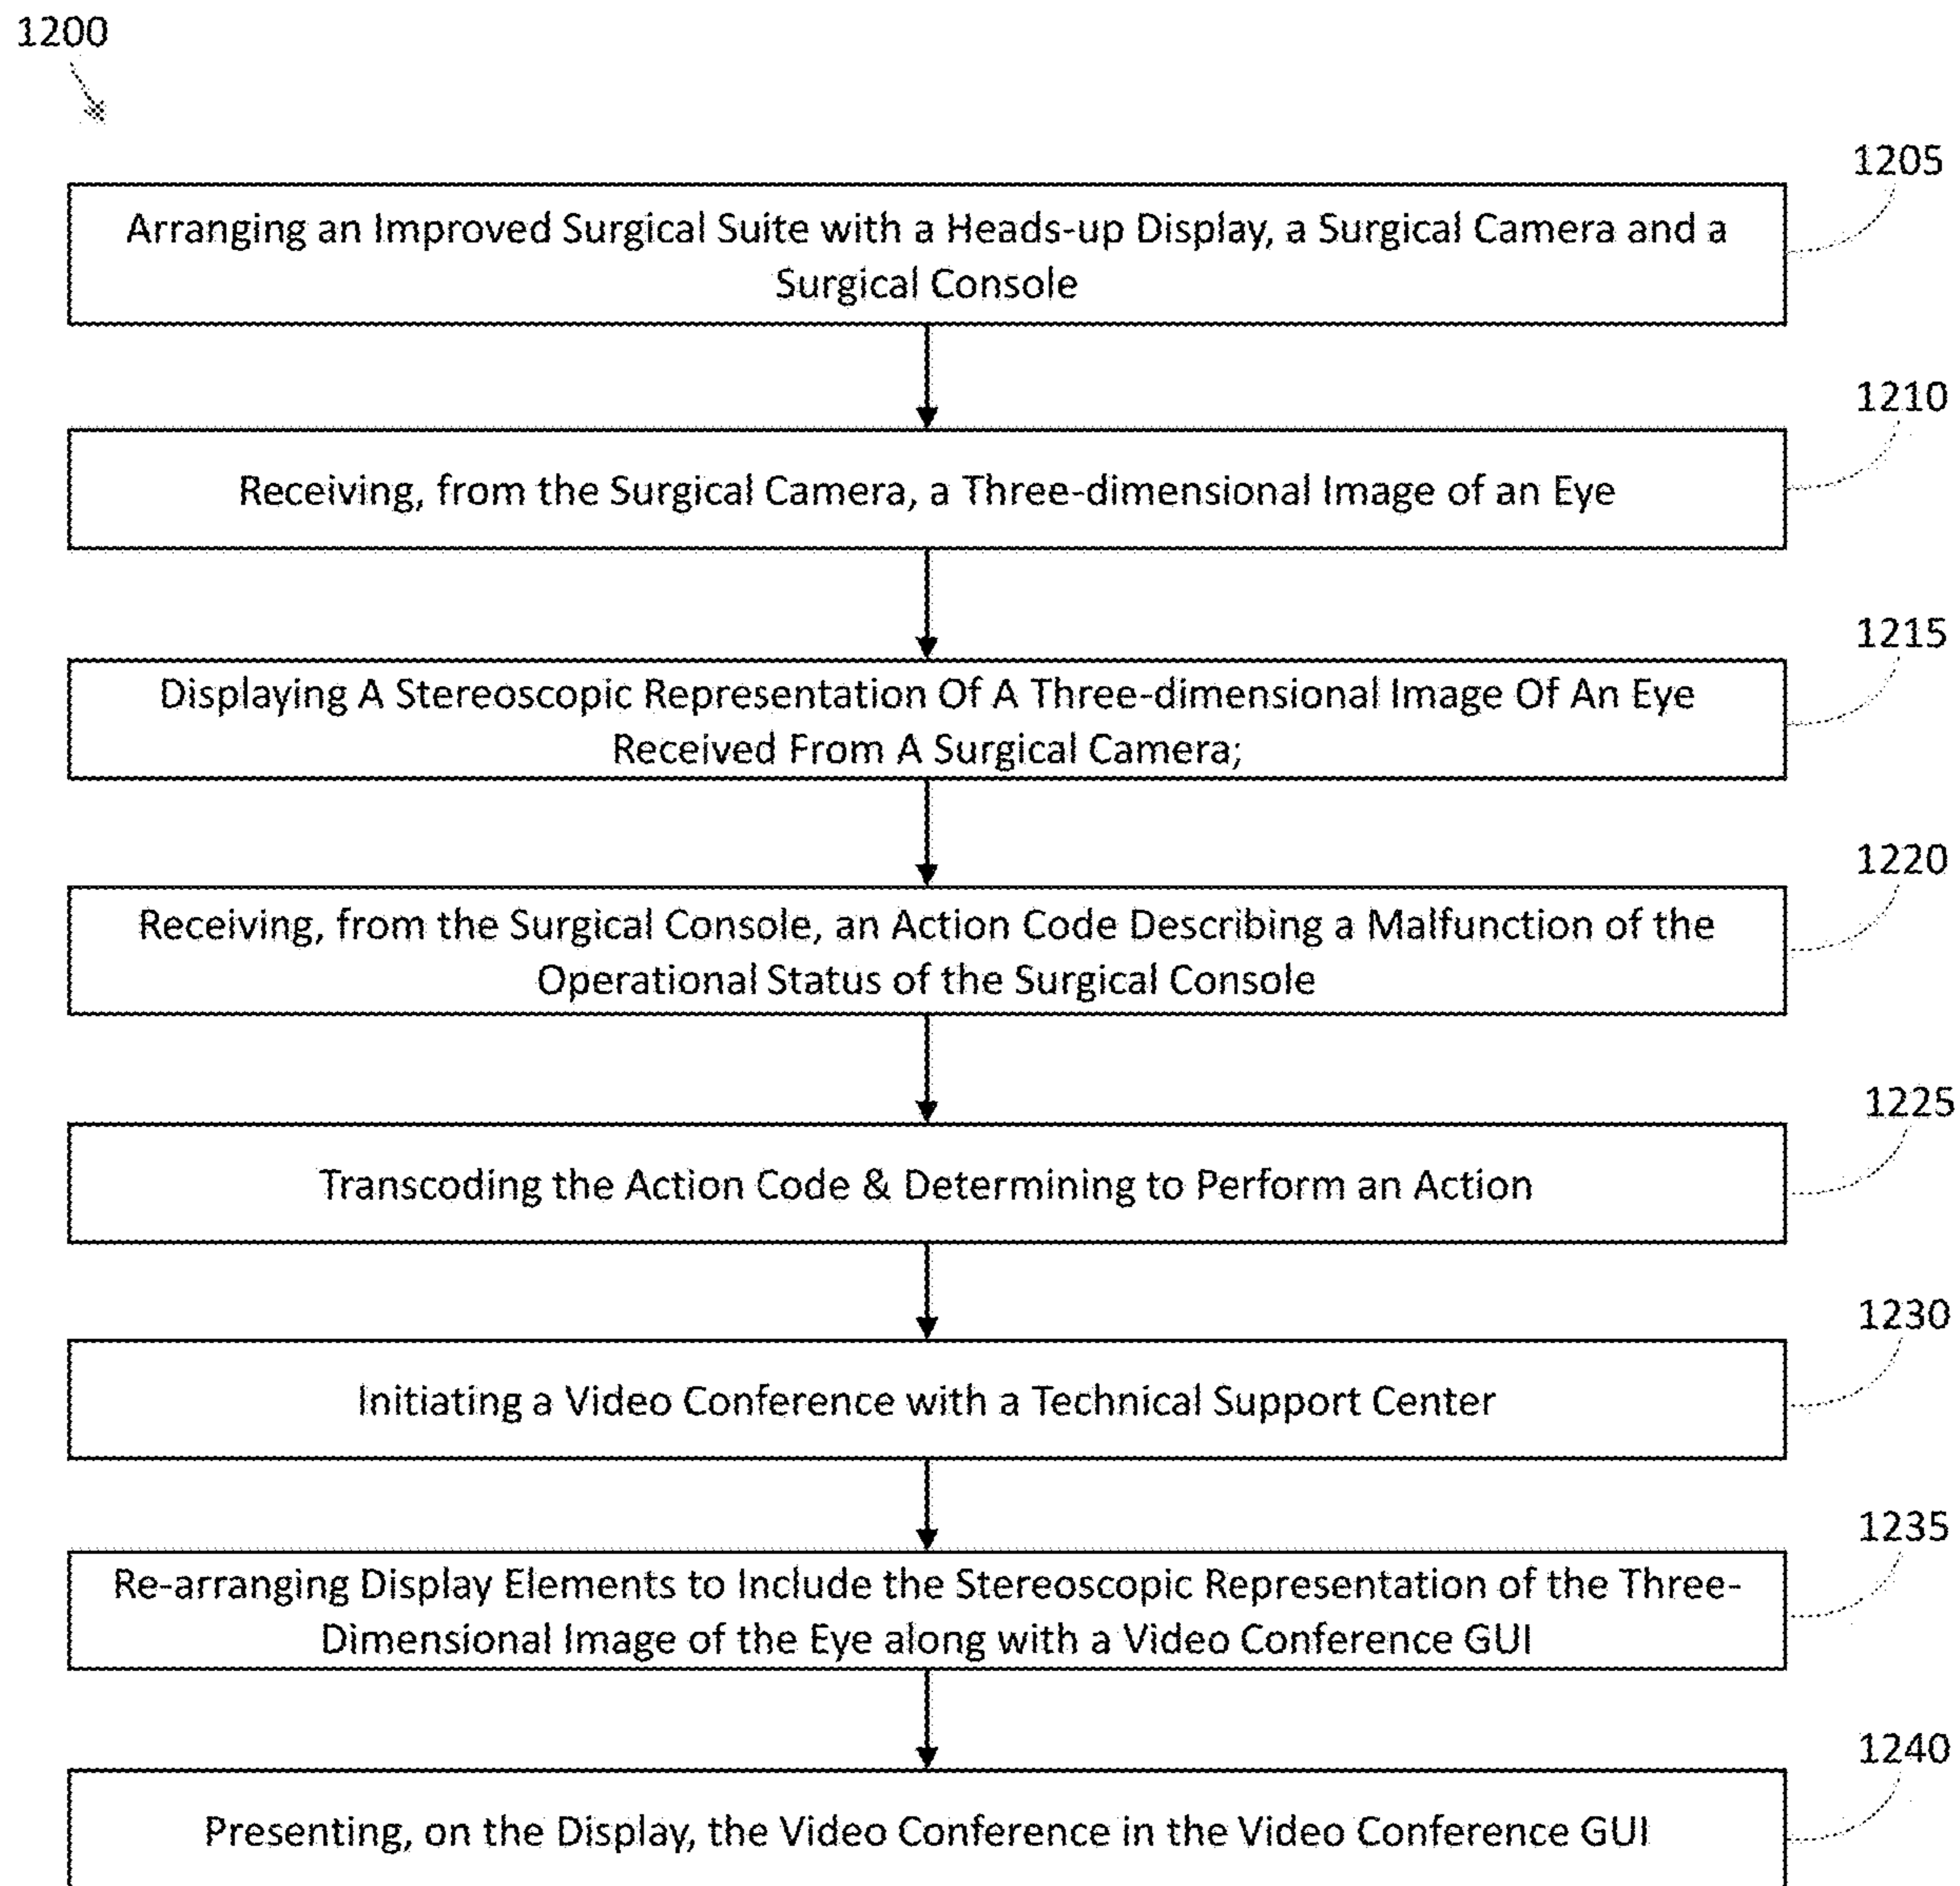 1200
1205
Arranging an Improved Surgical Suite with a Heads-up Display, a Surgical Camera and a
Surgical Console
1210
Receiving, from the Surgical Camera, a Three-dimensional Image of an Eye
1215
Displaying A Stereoscopic Representation Of A Three-dimensional Image Of An Eye
Received From A Surgical Camera;
1220
Receiving, from the Surgical Console, an Action Code Describing a Malfunction of the
Operational Status of the Surgical Console
1225
Transcoding the Action Code & Determining to Perform an Action
1230
Initiating a Video Conference with a Technical Support Center
1235
Re-arranging Display Elements to Include the Stereoscopic Representation of the Three-
Dimensional Image of the Eye along with a Video Conference GUI
1240
Presenting, on the Display, the Video Conference in the Video Conference GUI